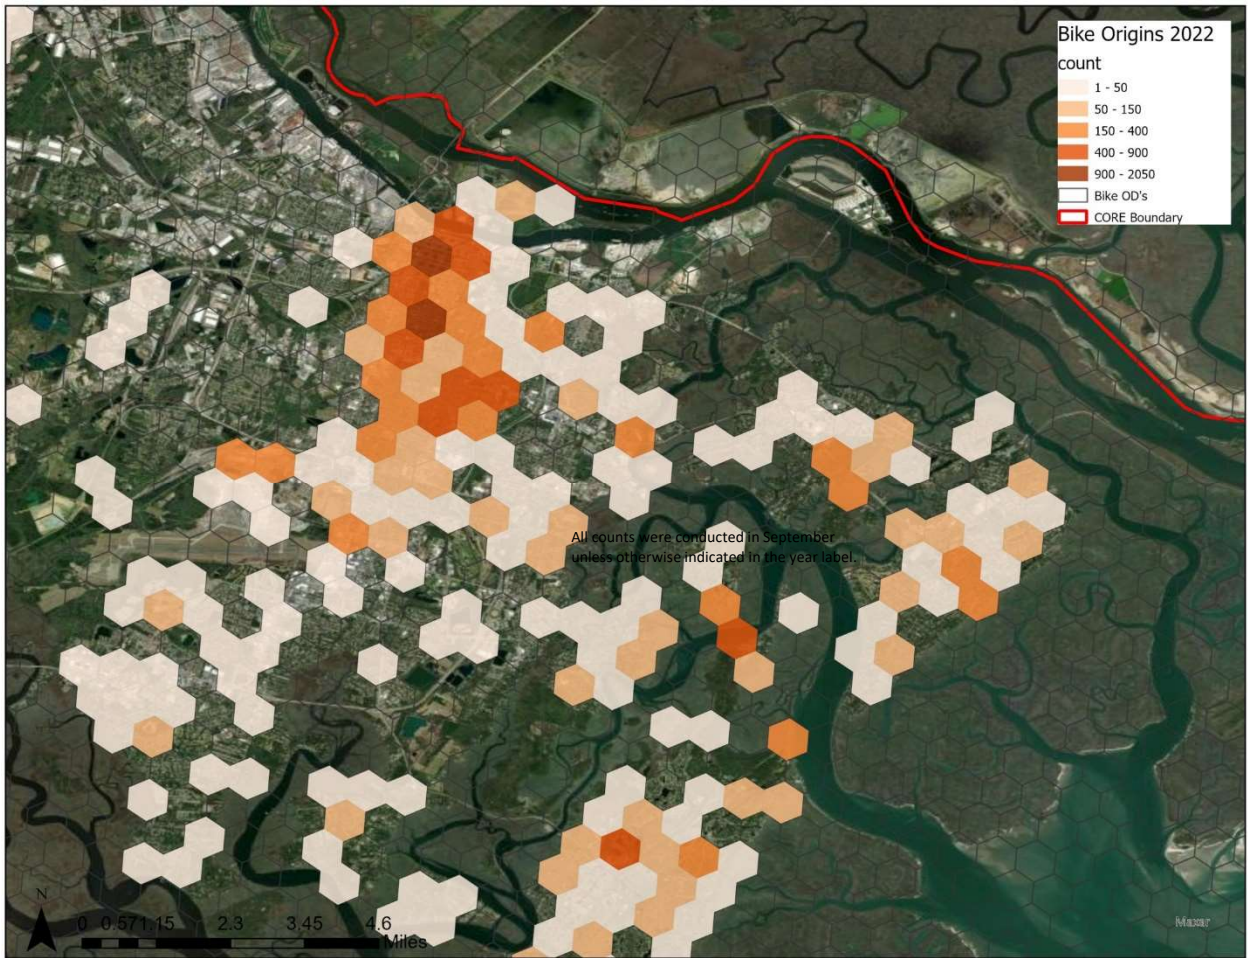 Bike Origins 2022
count
1 - 50
50 - 150
150 - 400
400 - 900
900 - 2050
Bike OD's
CORE Boundary
All counts were conducted in September
unless otherwise indicated in the year label.
N
0 0.571.15 2.3 3.45 4.6
Miles
Maxar